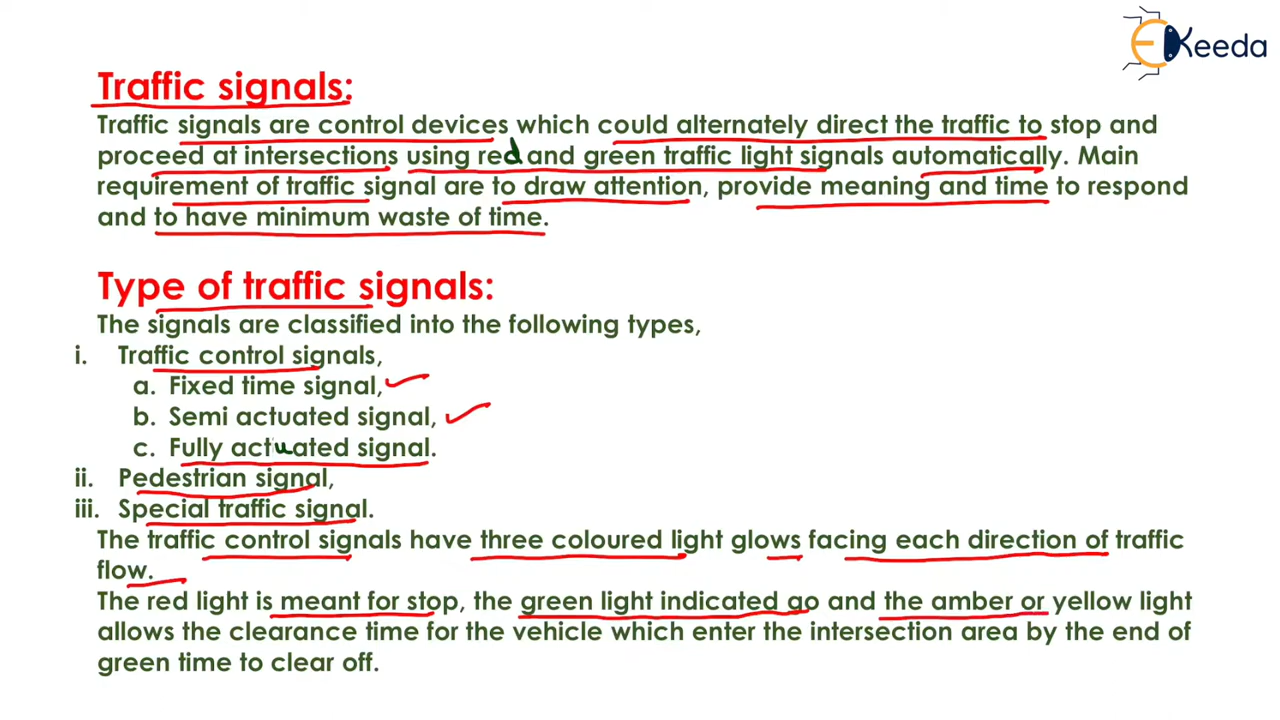 EKeeda
Traffic signals:
Traffic signals are control devices which could alternately direct the traffic to stop and
proceed at intersections using red and green traffic light signals automatically. Main
requirement of traffic signal are to draw attention, provide meaning and time to respond
and to have minimum waste of time.
Type of traffic signals:
The signals are classified into the following types,
i. Traffic control signals,
a. Fixed time signal,
b. Semi actuated signal,
c. Fully actuated signal.
ii. Pedestrian signal,
iii. Special traffic signal.
The traffic control signals have three coloured light glows facing each direction of traffic
flow.
The red light is meant for stop, the green light indicated go and the amber or yellow light
allows the clearance time for the vehicle which enter the intersection area by the end of
green time to clear off.